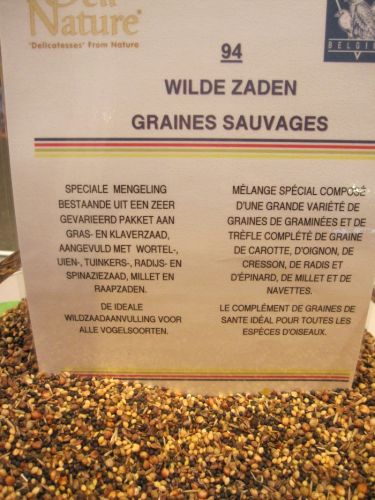 Nature
'Delicatesses' From Nature
BELGI
94
WILDE ZADEN
GRAINES SAUVAGES
SPECIALE MENGELING
BESTAANDE UIT EEN ZEER
GEVARIEERD PAKKET AAN
GRAS- EN KLAVERZAAD,
AANGEVULD MET WORTEL-,
UIEN-, TUINKERS-, RADIJS- EN
SPINAZIEZAAD, MILLET EN
RAAPZADEN.
DE IDEALE
WILDZAADAANVULLING VOOR
ALLE VOGELSOORTEN.
MÉLANGE SPÉCIAL COMPOSÉ
D'UNE GRANDE VARIÉTÉ DE
GRAINES DE GRAMINÉES ET DE
TRÉFLE COMPLÉTÉ DE GRAINE
DE CAROTTE, D'OIGNON, DE
CRESSON, DE RADIS ET
D'ÉPINARD, DE MILLET ET DE
NAVETTES.
LE COMPLÉMENT DE GRAINES DE
SANTE IDÉAL POUR TOUTES LES
ESPÈCES D'OISEAUX.